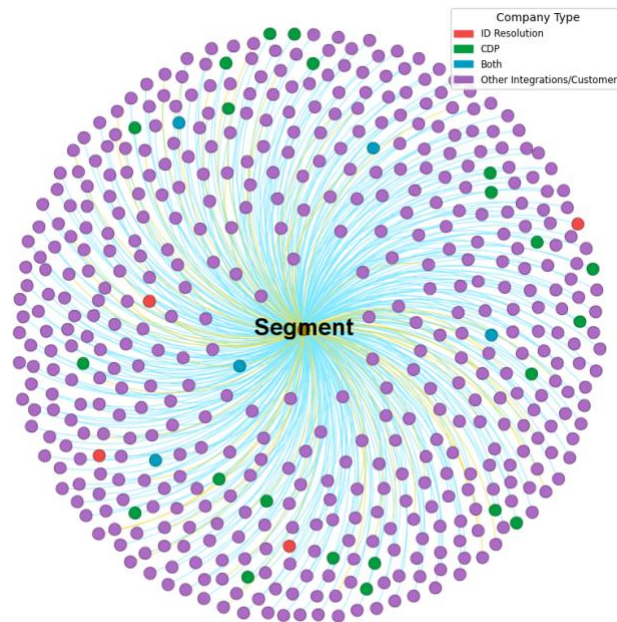 Company Type
ID Resolution
CDP
Both
Other Integrations/Customer
Segment